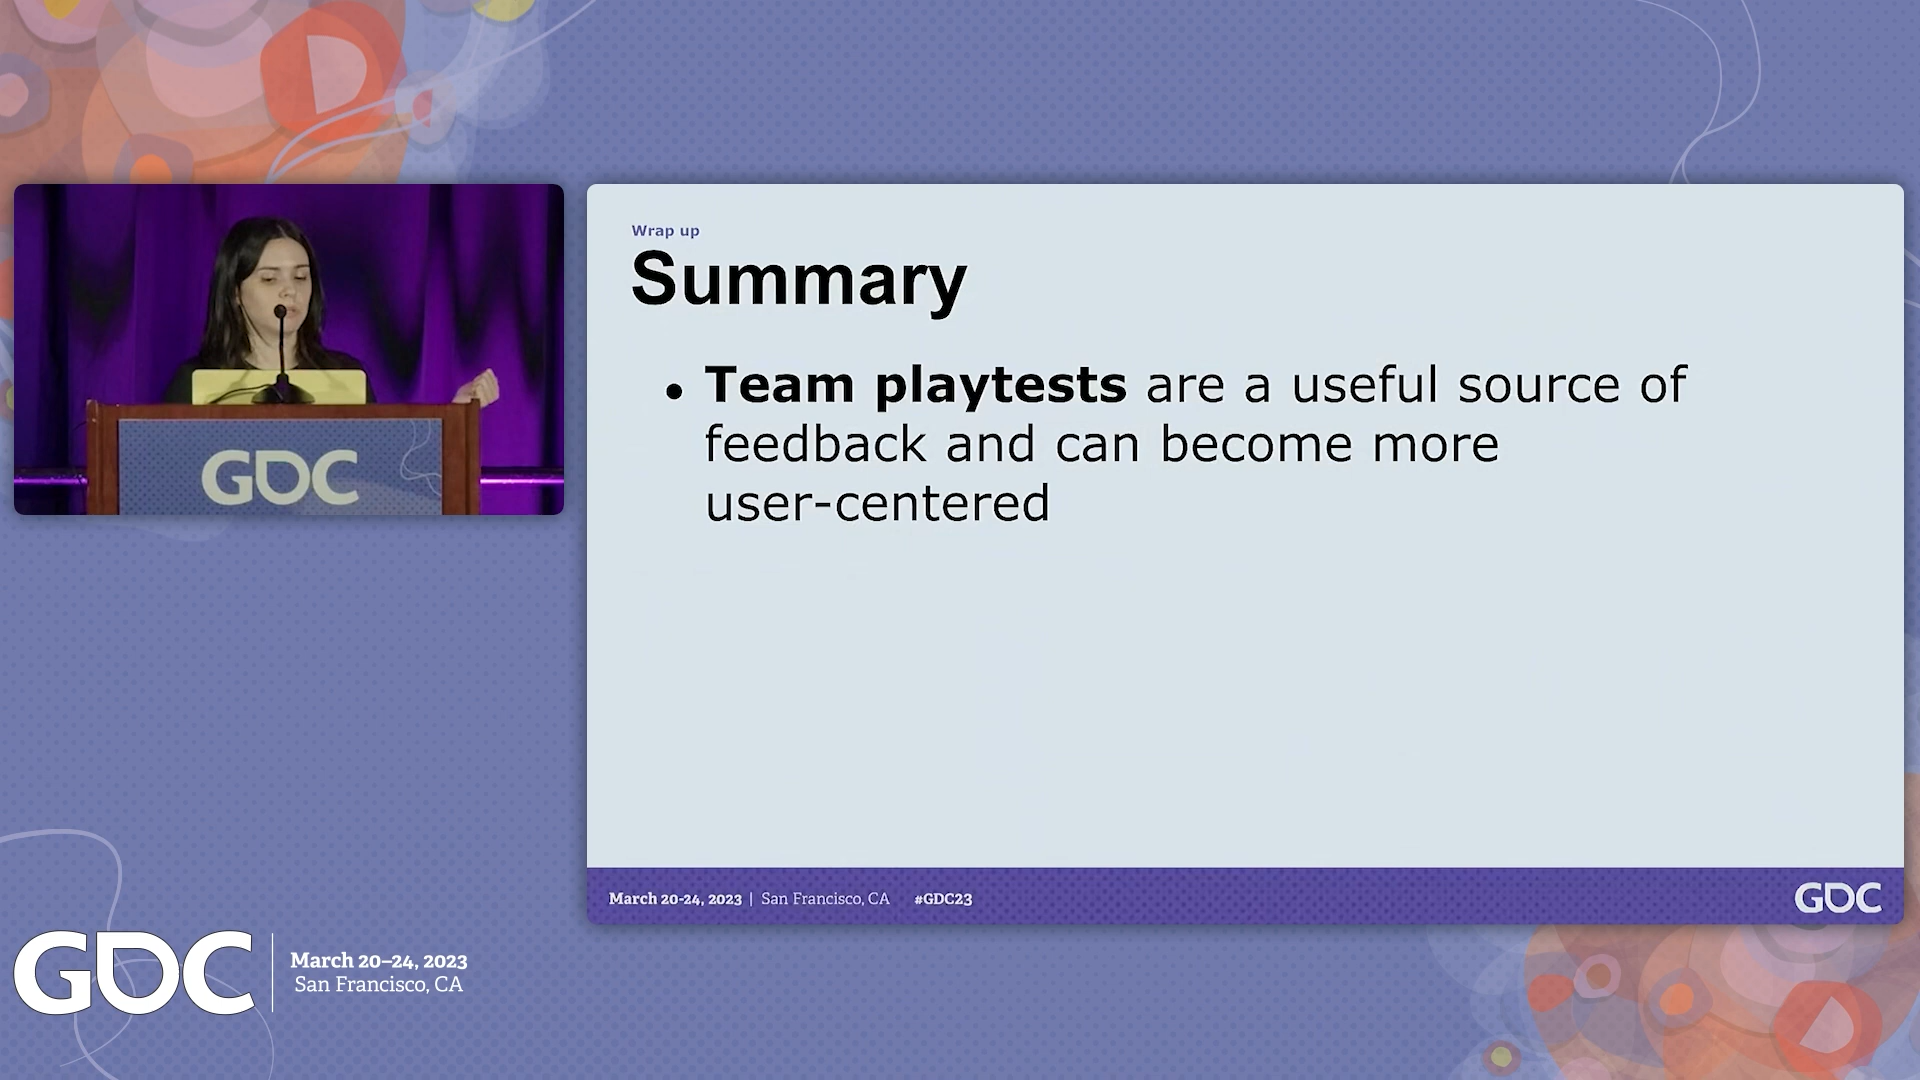 GDC
Wrap up
Summary
• Team playtests are a useful source of
feedback and can become more
user-centered
March 20-24, 2023 | San Francisco, CA #GDC23
GDC
GDC
March 20–24, 2023
San Francisco, CA